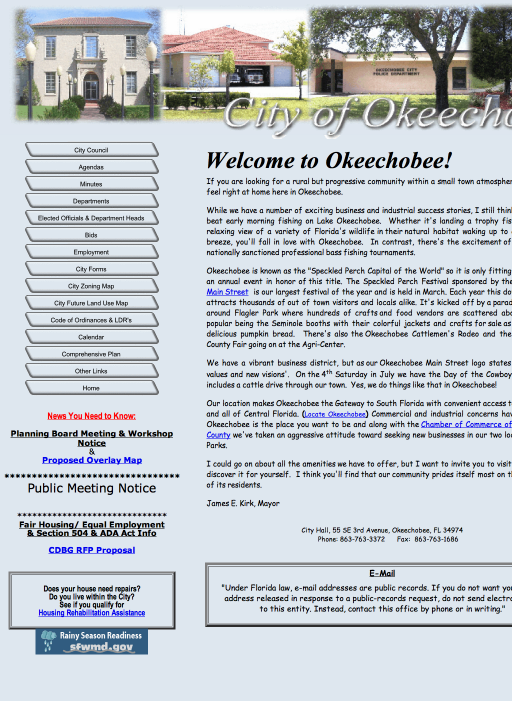 OKEECHOBEE CITY
POLICE DEPARTMENT
City of Okeecho
City Council
Agendas
Minutes
Departments
Elected Officials & Department Heads
Bids
Employment
City Forms
City Zoning Map
City Future Land Use Map
Code of Ordinances & LDR's
Calendar
Comprehensive Plan
Other Links
Home
News You Need to Know:
Planning Board Meeting & Workshop
Notice
&
Proposed Overlay Map
********************************
Public Meeting Notice
******************************
Fair Housing/ Equal Employment
& Section 504 & ADA Act Info
CDBG RFP Proposal
Does your house need repairs?
Do you live within the City?
See if you qualify for
Housing Rehabilitation Assistance
Rainy Season Readiness
sfwmd.gov
Welcome to Okeechobee!
If you are looking for a rural but progressive community within a small town atmospher
feel right at home here in Okeechobee.
While we have a number of exciting business and industrial success stories, I still thin
beat early morning fishing on Lake Okeechobee. Whether it's landing a trophy fis
relaxing view of a variety of Florida's wildlife in their natural habitat waking up to
breeze, you'll fall in love with Okeechobee. In contrast, there's the excitement of
nationally sanctioned professional bass fishing tournaments.
Okeechobee is known as the "Speckled Perch Capital of the World" so it is only fitting
an annual event in honor of this title. The Speckled Perch Festival sponsored by the
Main Street is our largest festival of the year and is held in March. Each year this do
attracts thousands of out of town visitors and locals alike. It's kicked off by a parad
around Flagler Park where hundreds of crafts and food vendors are scattered abo
popular being the Seminole booths with their colorful jackets and crafts for sale as
delicious pumpkin bread. There's also the Okeechobee Cattlemen's Rodeo and the
County Fair going on at the Agri-Center.
We have a vibrant business district, but as our Okeechobee Main Street logo states
values and new visions'. On the 4th Saturday in July we have the Day of the Cowboy
includes a cattle drive through our town. Yes, we do things like that in Okeechobee!
Our location makes Okeechobee the Gateway to South Florida with convenient access t
and all of Central Florida. (Locate Okeechobee) Commercial and industrial concerns hav
Okeechobee is the place you want to be and along with the Chamber of Commerce of
County we've taken an aggressive attitude toward seeking new businesses in our two loc
Parks.
I could go on about all the amenities we have to offer, but I want to invite you to visit
discover it for yourself. I think you'll find that our community prides itself most on th
of its residents.
James E. Kirk, Mayor
City Hall, 55 SE 3rd Avenue, Okeechobee, FL 34974
Phone: 863-763-3372 Fax: 863-763-1686
E-Mail
"Under Florida law, e-mail addresses are public records. If you do not want you
address released in response to a public-records request, do not send electro
to this entity. Instead, contact this office by phone or in writing."